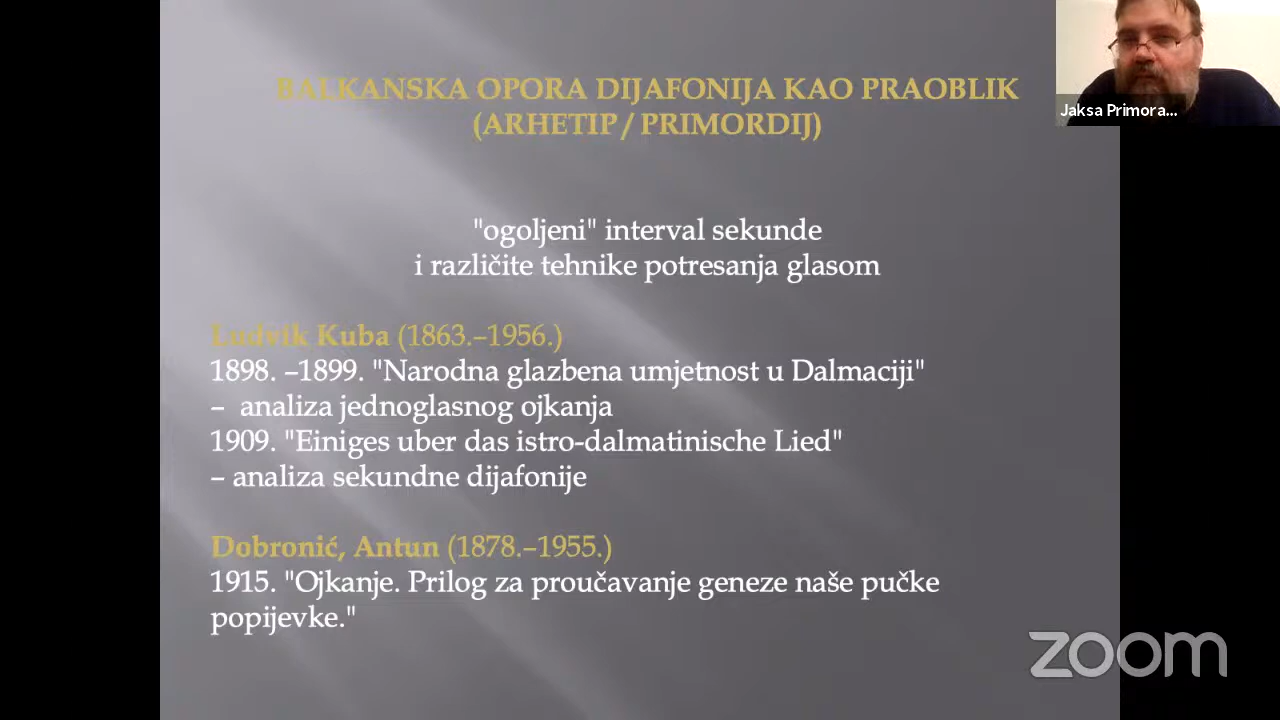 BALKANSKA OPORA DIJAFONIJA KAO PRAOBLIK
(ARHETIP / PRIMORDIJ)
"ogoljeni" interval sekunde
i različite tehnike potresanja glasom
Ludvik Kuba (1863.–1956.)
1898. –1899. "Narodna glazbena umjetnost u Dalmaciji"
– analiza jednoglasnog ojkanja
1909. "Einiges uber das istro-dalmatinische Lied"
– analiza sekundne dijafonije
Dobronić, Antun (1878.–1955.)
1915. "Ojkanje. Prilog za proučavanje geneze naše pučke
popijevke."
Jaksa Primora...
zoom